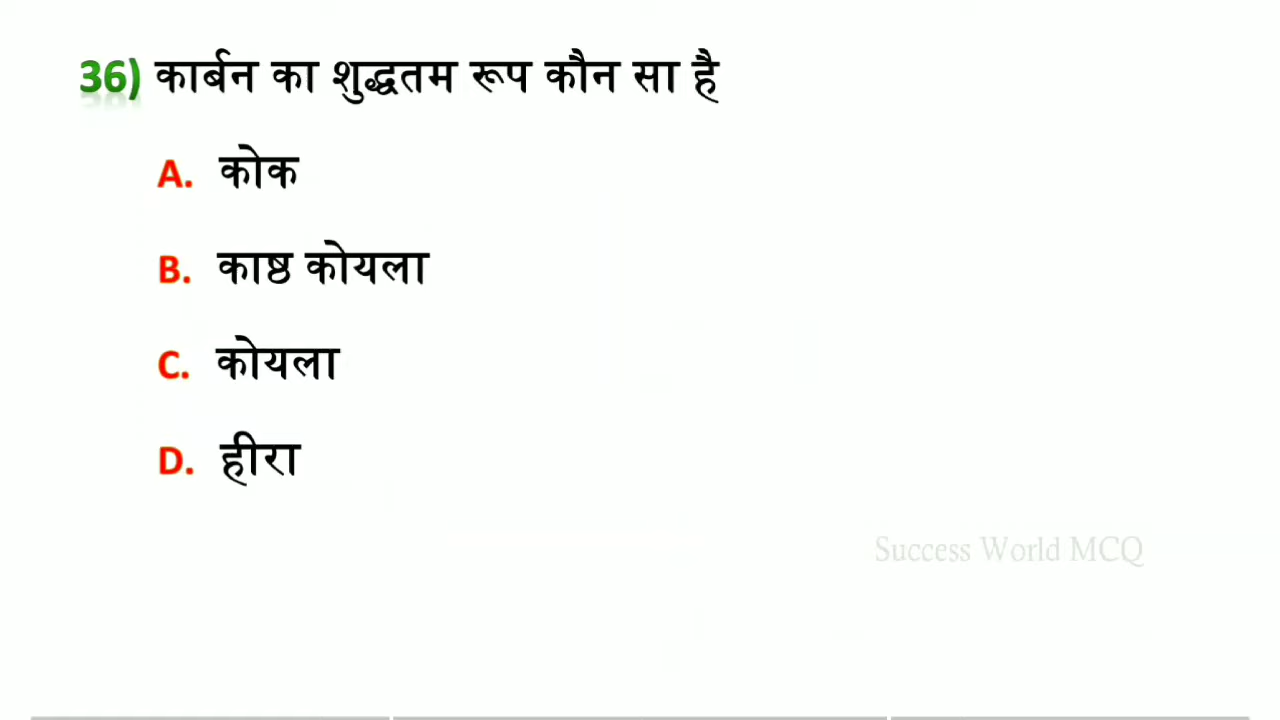 36) कार्बन का शुद्धतम रूप कौन सा है
A. कोक
B. काष्ठ कोयला
C. कोयला
D. हीरा
Success World MCQ